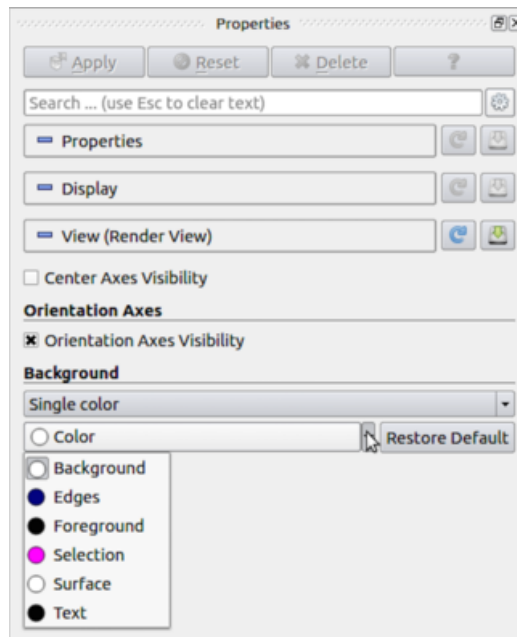 Properties
Apply Reset Delete ?
Search ... (use Esc to clear text)
Properties
Display
View (Render View)
Center Axes Visibility
Orientation Axes
Orientation Axes Visibility
Background
Single color
Color Restore Default
Background
Edges
Foreground
Selection
Surface
Text